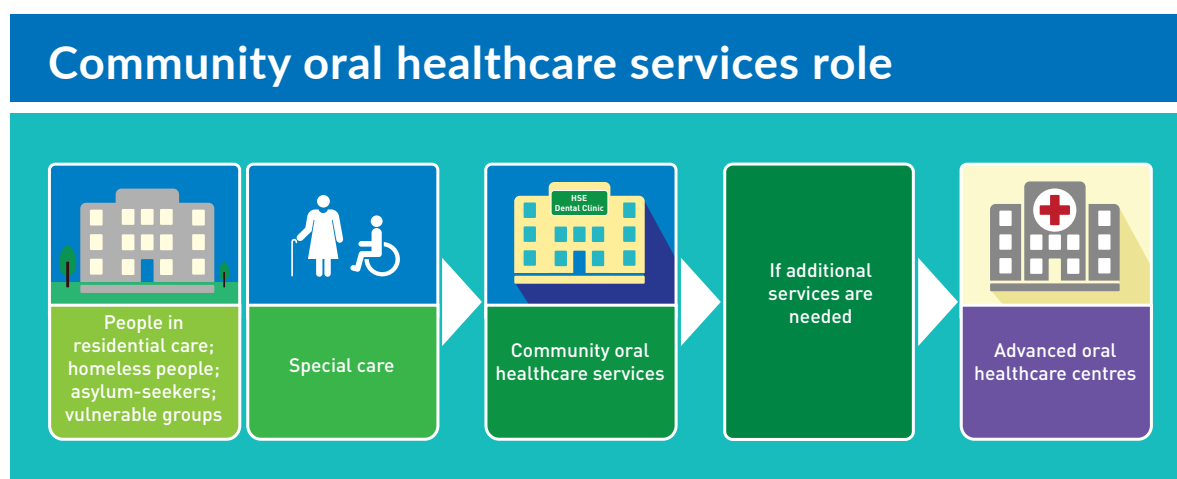 Community oral healthcare services role
People in
residential care;
homeless people;
asylum-seekers;
vulnerable groups
Special care
HSE
Dental Clinic
Community oral
healthcare services
If additional
services are
needed
Advanced oral
healthcare centres